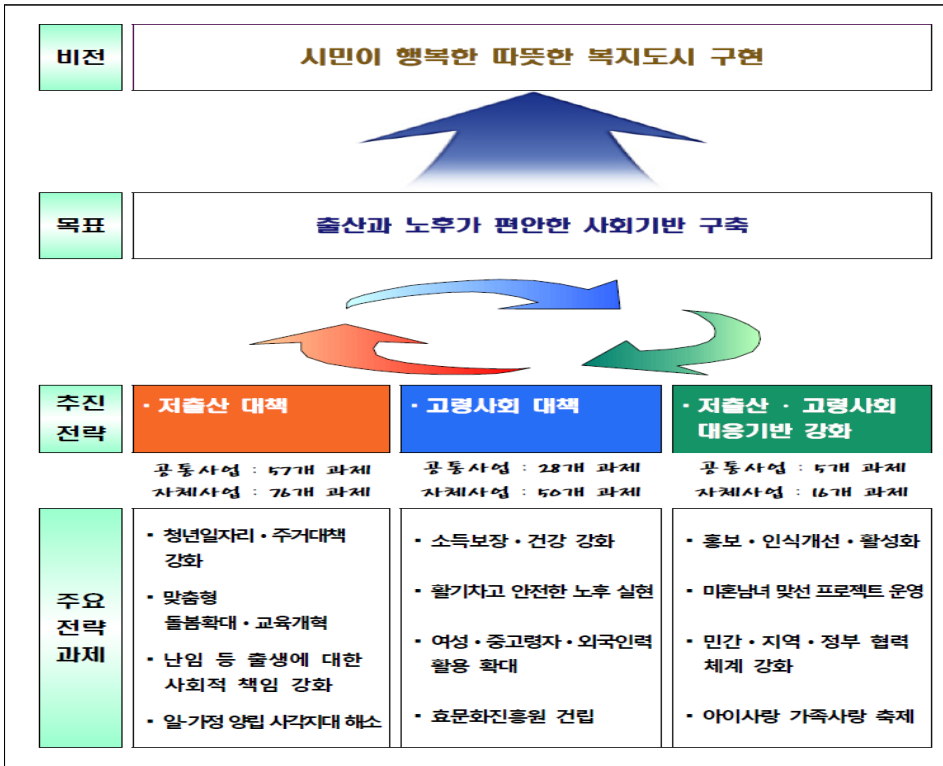 비전
시민이 행복한 따뜻한 복지도시 구현
목표
출산과 노후가 편안한 사회기반 구축
추진
전략
· 저출산 대책
· 고령사회 대책
· 저출산 · 고령사회
대응기반 강화
공통사업 : 57개 과제
자체사업 : 76개 과제
공통사업 : 28개 과제
자체사업 : 50개 과제
공통사업 : 5개 과제
자체사업 : 16개 과제
주요
전략
과제
▪ 청년일자리·주거대책
강화
▪ 맞춤형
돌봄확대·교육개혁
▪ 난임 등 출생에 대한
사회적 책임 강화
▪ 일-가정 양립 사각지대 해소
▪ 소득보장·건강 강화
▪ 활기차고 안전한 노후 실현
▪ 여성·중고령자·외국인력
활용 확대
▪ 효문화진흥원 건립
▪ 홍보·인식개선·활성화
▪ 미혼남녀 맞선 프로젝트 운영
▪ 민간·지역·정부 협력
체계 강화
▪ 아이사랑 가족사랑 축제